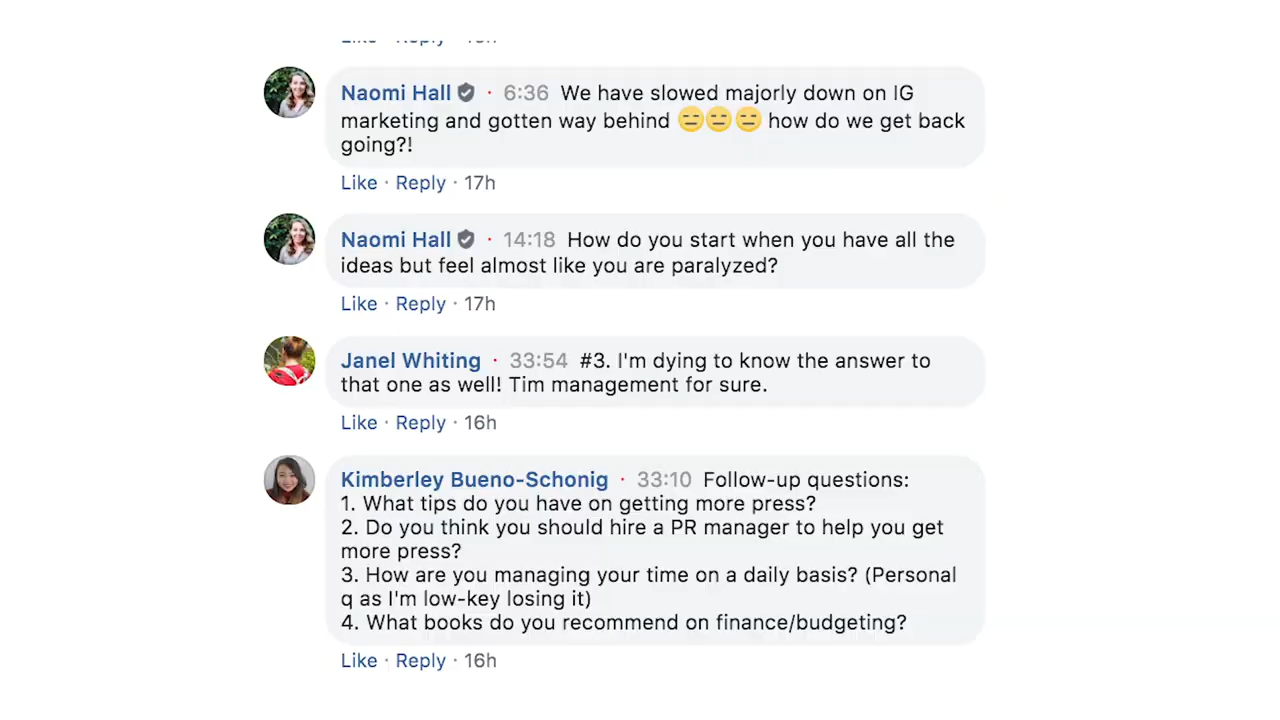 Naomi Hall · 6:36 We have slowed majorly down on IG
marketing and gotten way behind 😑😑😑 how do we get back
going?!
Like · Reply · 17h
Naomi Hall · 14:18 How do you start when you have all the
ideas but feel almost like you are paralyzed?
Like · Reply · 17h
Janel Whiting · 33:54 #3. I'm dying to know the answer to
that one as well! Tim management for sure.
Like · Reply · 16h
Kimberley Bueno-Schonig · 33:10 Follow-up questions:
1. What tips do you have on getting more press?
2. Do you think you should hire a PR manager to help you get
more press?
3. How are you managing your time on a daily basis? (Personal
q as I'm low-key losing it)
4. What books do you recommend on finance/budgeting?
Like · Reply · 16h